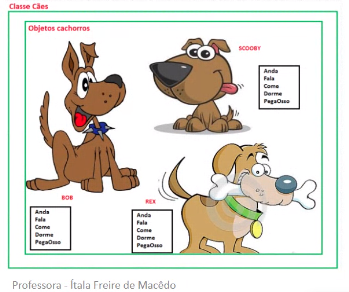 Classe Cães
Objetos cachorros
SCOOBY
Anda
Fala
Come
Dorme
PegaOsso
BOB
Anda
Fala
Come
Dorme
PegaOsso
REX
Anda
Fala
Come
Dorme
PegaOsso
Professora - Ítala Freire de Macêdo